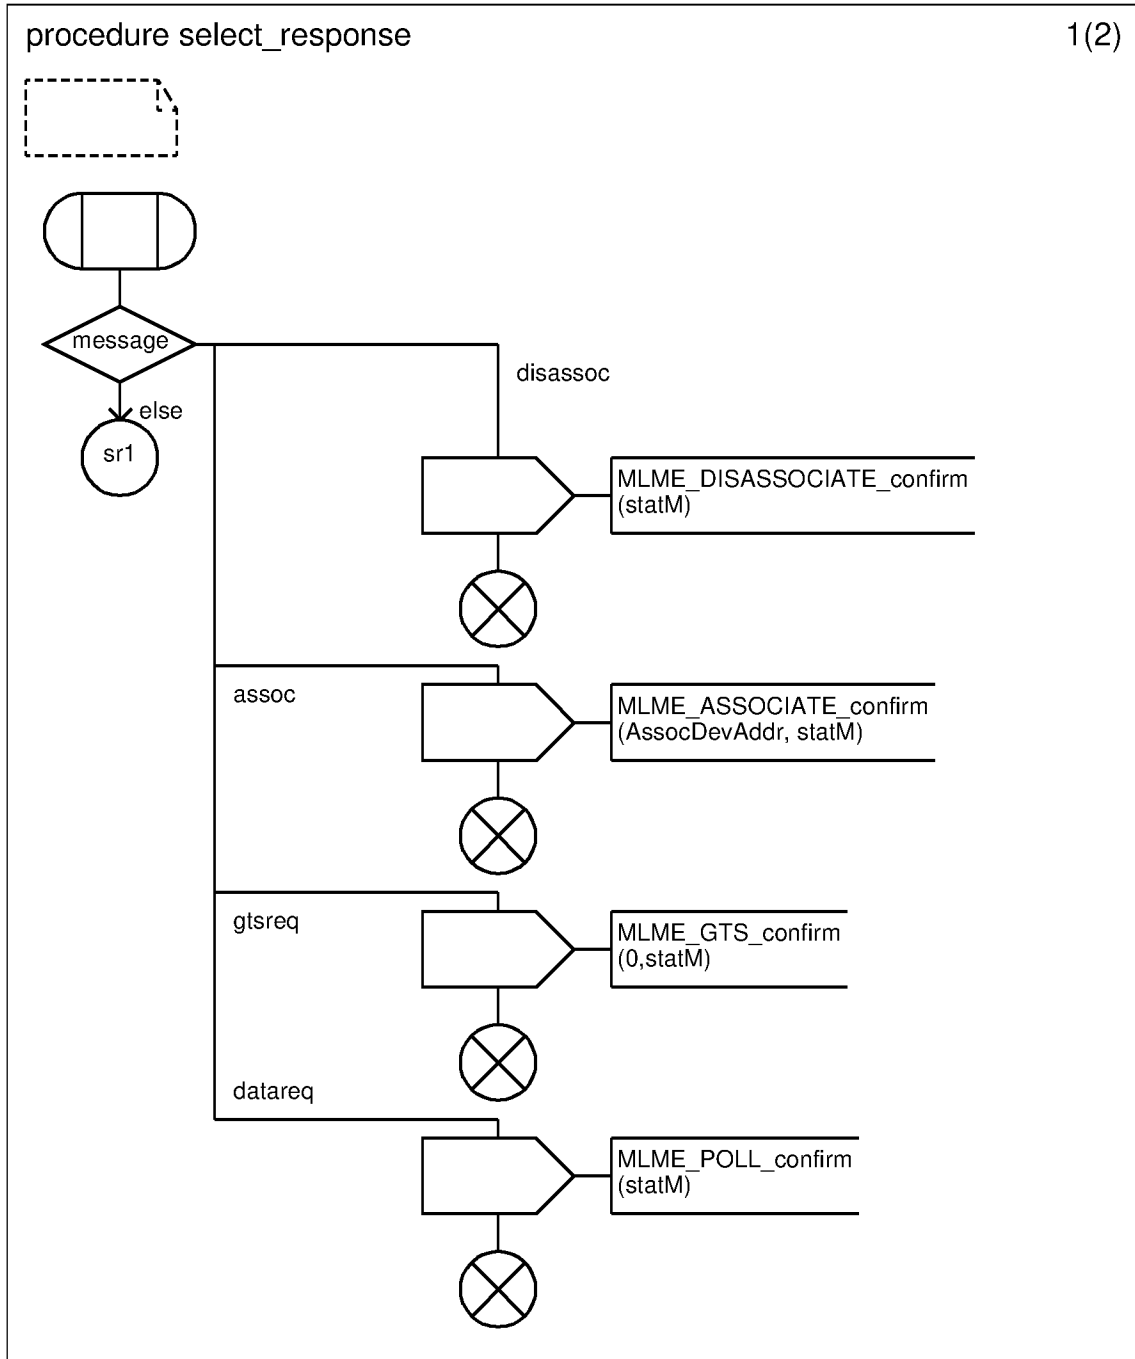 procedure select_response
1(2)
message
disassoc
else
sr1
MLME_DISASSOCIATE_confirm
(statM)
assoc
MLME_ASSOCIATE_confirm
(AssocDevAddr, statM)
gtsreq
MLME_GTS_confirm
(0,statM)
datareq
MLME_POLL_confirm
(statM)